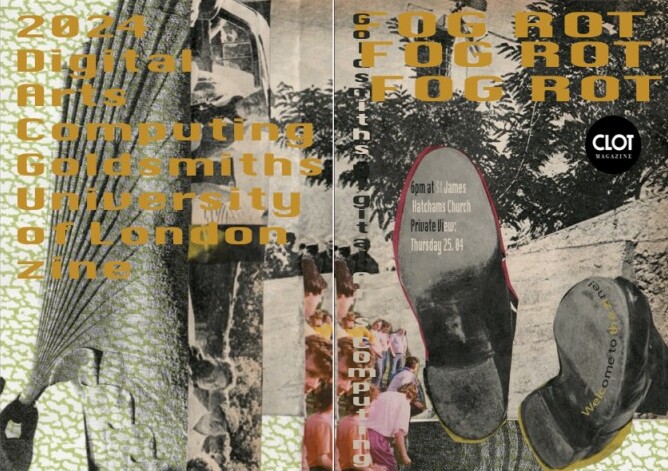 2024
Digital
Arts
Computing
Goldsmiths
University
of London
zine
Goldsmiths Digital Arts Computing
FOG ROT
FOG ROT
FOG ROT
CLOT
MAGAZINE
6pm at St James
Hatchams Church
Private View:
Thursday 25. 04
Welcome to the zine!